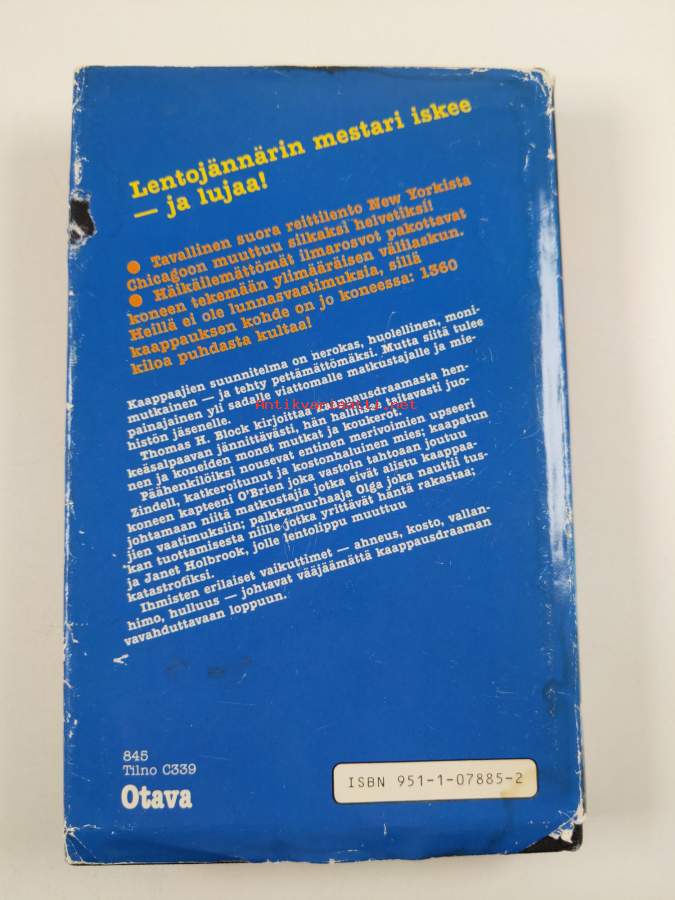 Lentojännärin mestari iskee
— ja lujaa!
● Tavallinen suora reittilento New Yorkista
Chicagoon muuttuu silkaksi helvetiksi!
● Häikäilemättömät ilmarosvot pakottavat
koneen tekemään ylimääräisen välilaskun.
Heillä ei ole lunnasvaatimuksia, sillä
kaappauksen kohde on jo koneessa: 1360
kiloa puhdasta kultaa!
Kaappaajien suunnitelma on nerokas, huolellinen, moni-
mutkainen — ja tehty pettämättömäksi. Mutta siitä tulee
painajainen yli sadalle viattomalle matkustajalle ja mie-
histön jäsenelle.
Thomas H. Block kirjoittaa kaappausdraamasta hen-
keäsalpaavan jännittävästi, hän hallitsee taitavasti juo-
nen ja koneiden monet mutkat ja koukerot.
Päähenkilöiksi nousevat entinen merivoimien upseeri
Zindell, katkeroitunut ja kostonhaluinen mies; kaapatun
koneen kapteeni O'Brien joka vastoin tahtoaan joutuu
johtamaan niitä matkustajia jotka eivät alistu kaappaa-
jien vaatimuksiin; palkkamurhaaja Olga joka nauttii tus-
kan tuottamisesta niille jotka yrittävät häntä rakastaa;
ja Janet Holbrook, jolle lentolippu muuttuu
katastrofiksi.
Ihmisten erilaiset vaikuttimet — ahneus, kosto, vallan-
himo, hulluus — johtavat vääjäämättä kaappausdraaman
vavahduttavaan loppuun.
Antikvariaatti.net
845
Tilno C339
Otava
ISBN 951-1-07885-2